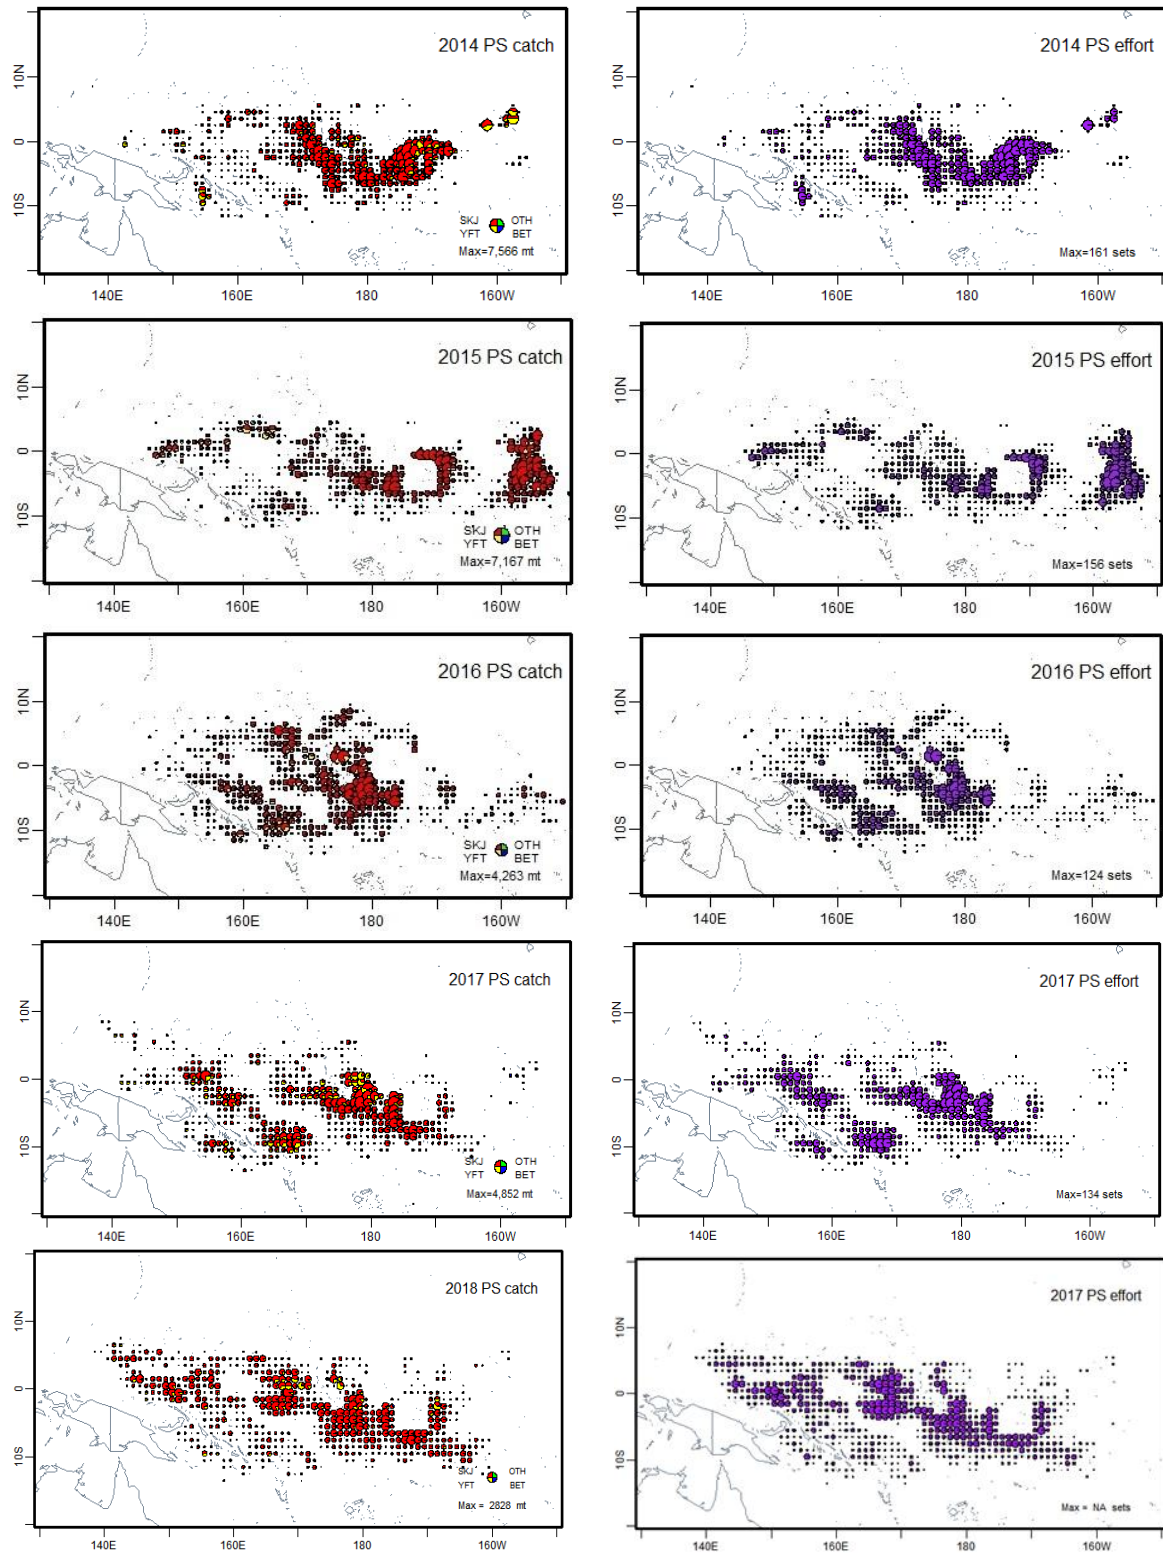 2014 PS catch
10N
0
10S
SKJ OTH
YFT BET
Max=7,566 mt
140E 160E 180 160W
2014 PS effort
10N
0
10S
Max=161 sets
140E 160E 180 160W
2015 PS catch
10N
0
10S
SKJ OTH
YFT BET
Max=7,167 mt
140E 160E 180 160W
2015 PS effort
10N
0
10S
Max=156 sets
140E 160E 180 160W
2016 PS catch
10N
0
10S
SKJ OTH
YFT BET
Max=4,263 mt
140E 160E 180 160W
2016 PS effort
10N
0
10S
Max=124 sets
140E 160E 180 160W
2017 PS catch
10N
0
10S
SKJ OTH
YFT BET
Max=4,852 mt
140E 160E 180 160W
2017 PS effort
10N
0
10S
Max=134 sets
140E 160E 180 160W
2018 PS catch
10N
0
10S
SKJ OTH
YFT BET
Max = 2828 mt
140E 160E 180 160W
2017 PS effort
10N
0
10S
Max = NA sets
140E 160E 180 160W